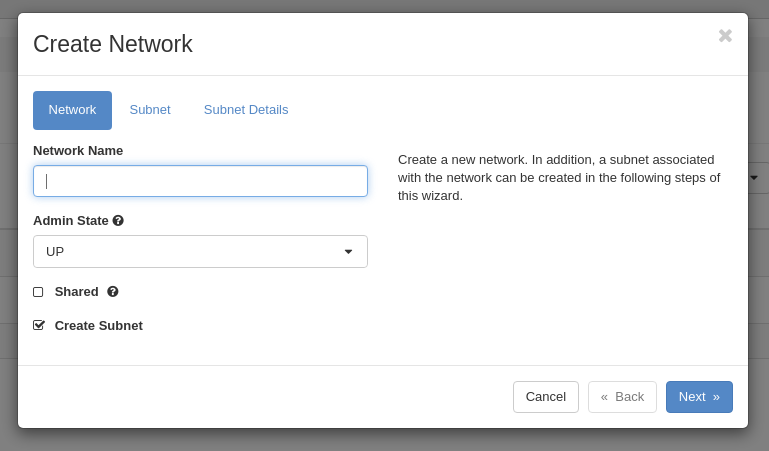 Create Network
Network
Subnet
Subnet Details
Network Name
Create a new network. In addition, a subnet associated
with the network can be created in the following steps of
this wizard.
Admin State
UP
Shared
Create Subnet
Cancel
« Back
Next »